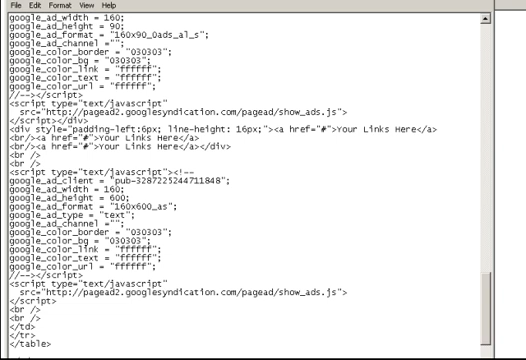 File Edit Format View Help
google_ad_width = 160;
google_ad_height = 90;
google_ad_format = "160x90_0ads_al_s";
google_ad_channel ="";
google_color_border = "030303";
google_color_bg = "030303";
google_color_link = "ffffff";
google_color_text = "ffffff";
google_color_url = "ffffff";
//--></script>
<script type="text/javascript"
src="http://pagead2.googlesyndication.com/pagead/show_ads.js">
</script></div>
<div style="padding-left:6px; line-height: 16px;"><a href="#">Your Links Here</a>
<br/><a href="#">Your Links Here</a>
<br/><a href="#">Your Links Here</a></div>
<br />
<br />
<script type="text/javascript"><!--
google_ad_client = "pub-3287225244711848";
google_ad_width = 160;
google_ad_height = 600;
google_ad_format = "160x600_as";
google_ad_type = "text";
google_ad_channel ="";
google_color_border = "030303";
google_color_bg = "030303";
google_color_link = "ffffff";
google_color_text = "ffffff";
google_color_url = "ffffff";
//--></script>
<script type="text/javascript"
src="http://pagead2.googlesyndication.com/pagead/show_ads.js">
</script>
<br />
<br />
</td>
</tr>
</table>